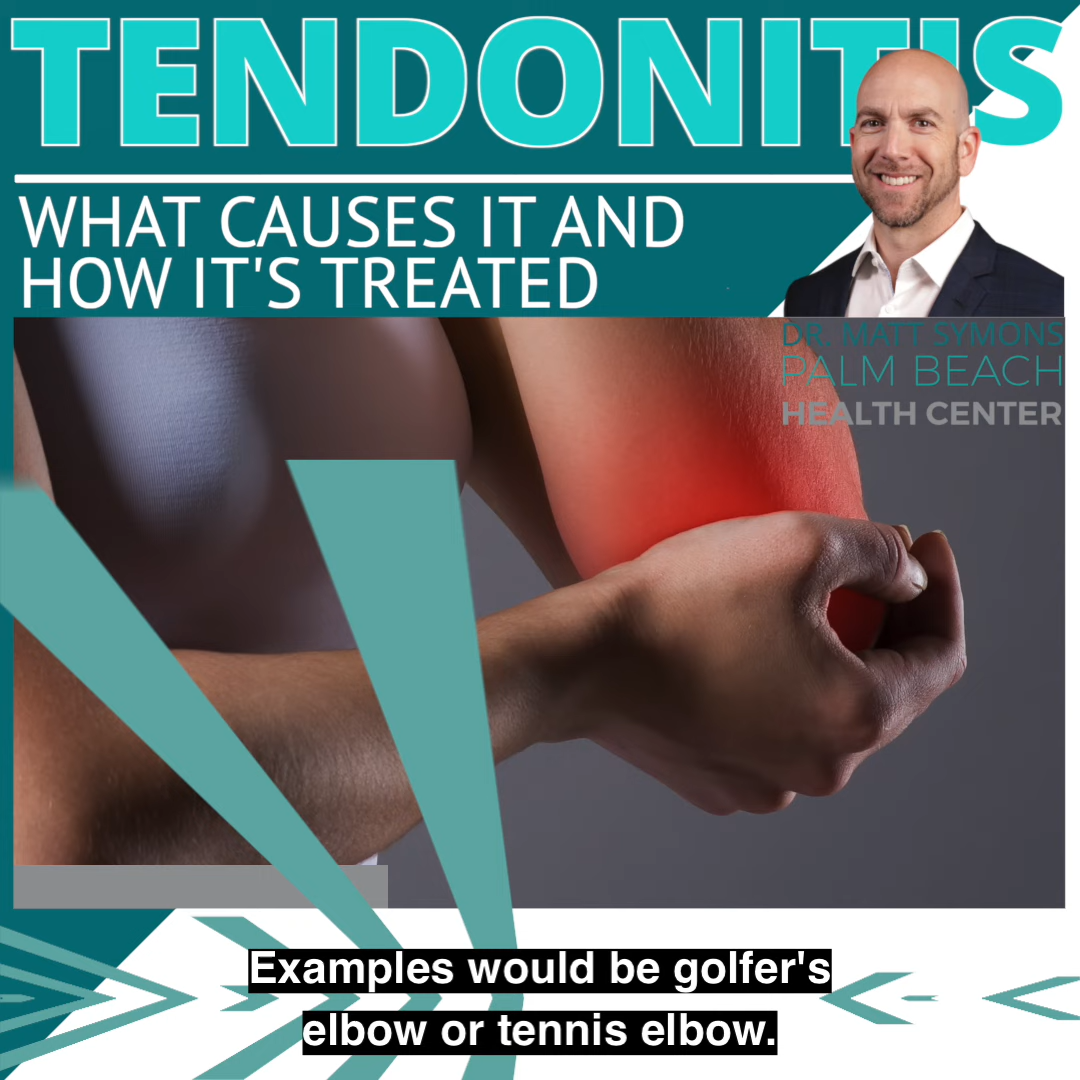 TENDONITIS
WHAT CAUSES IT AND
HOW IT'S TREATED
DR. MATT SYMONS
PALM BEACH
HEALTH CENTER
Examples would be golfer's
elbow or tennis elbow.